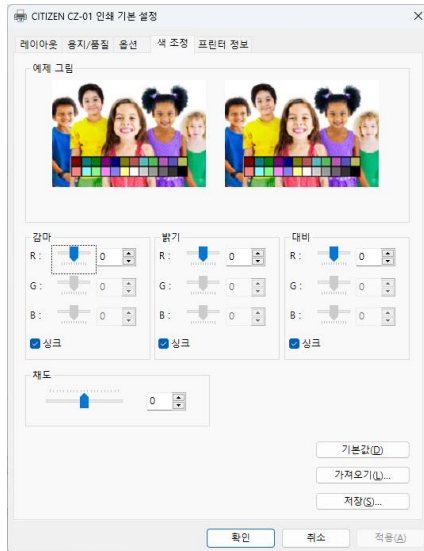 CITIZEN CZ-01 인쇄 기본 설정
레이아웃 용지/품질 옵션 색 조정 프린터 정보
예제 그림
감마 밝기 대비
R : 0 R : 0 R : 0
G : 0 G : 0 G : 0
B : 0 B : 0 B : 0
싱크 싱크 싱크
채도
0
기본값(D)
가져오기(L)...
저장(S)...
확인 취소 적용(A)